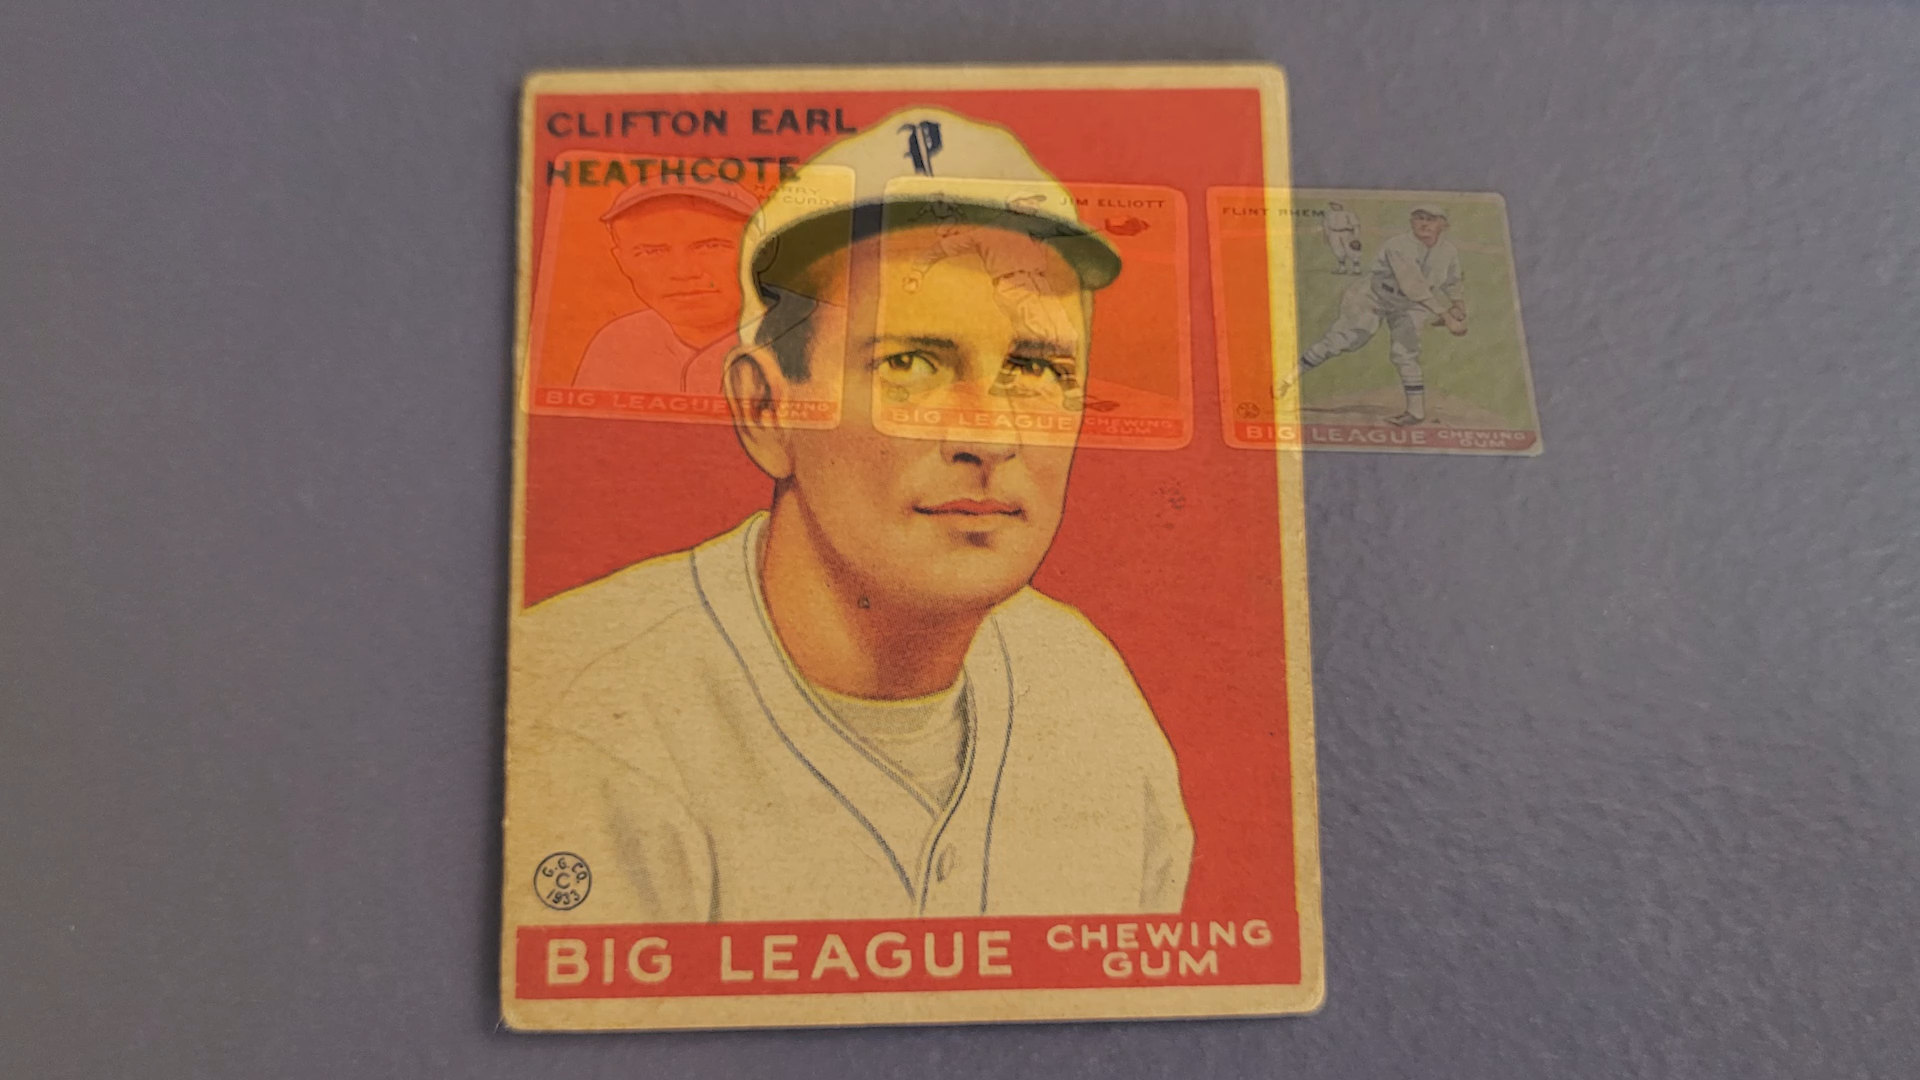 CLIFTON EARL
HEATHCOTE
P
HARRY
McCURDY
JIM ELLIOTT
FLINT RHEM
BIG LEAGUE CHEWING
GUM
BIG LEAGUE CHEWING
GUM
BIG LEAGUE CHEWING
GUM
G.G.CO.
C
1933
BIG LEAGUE CHEWING
GUM